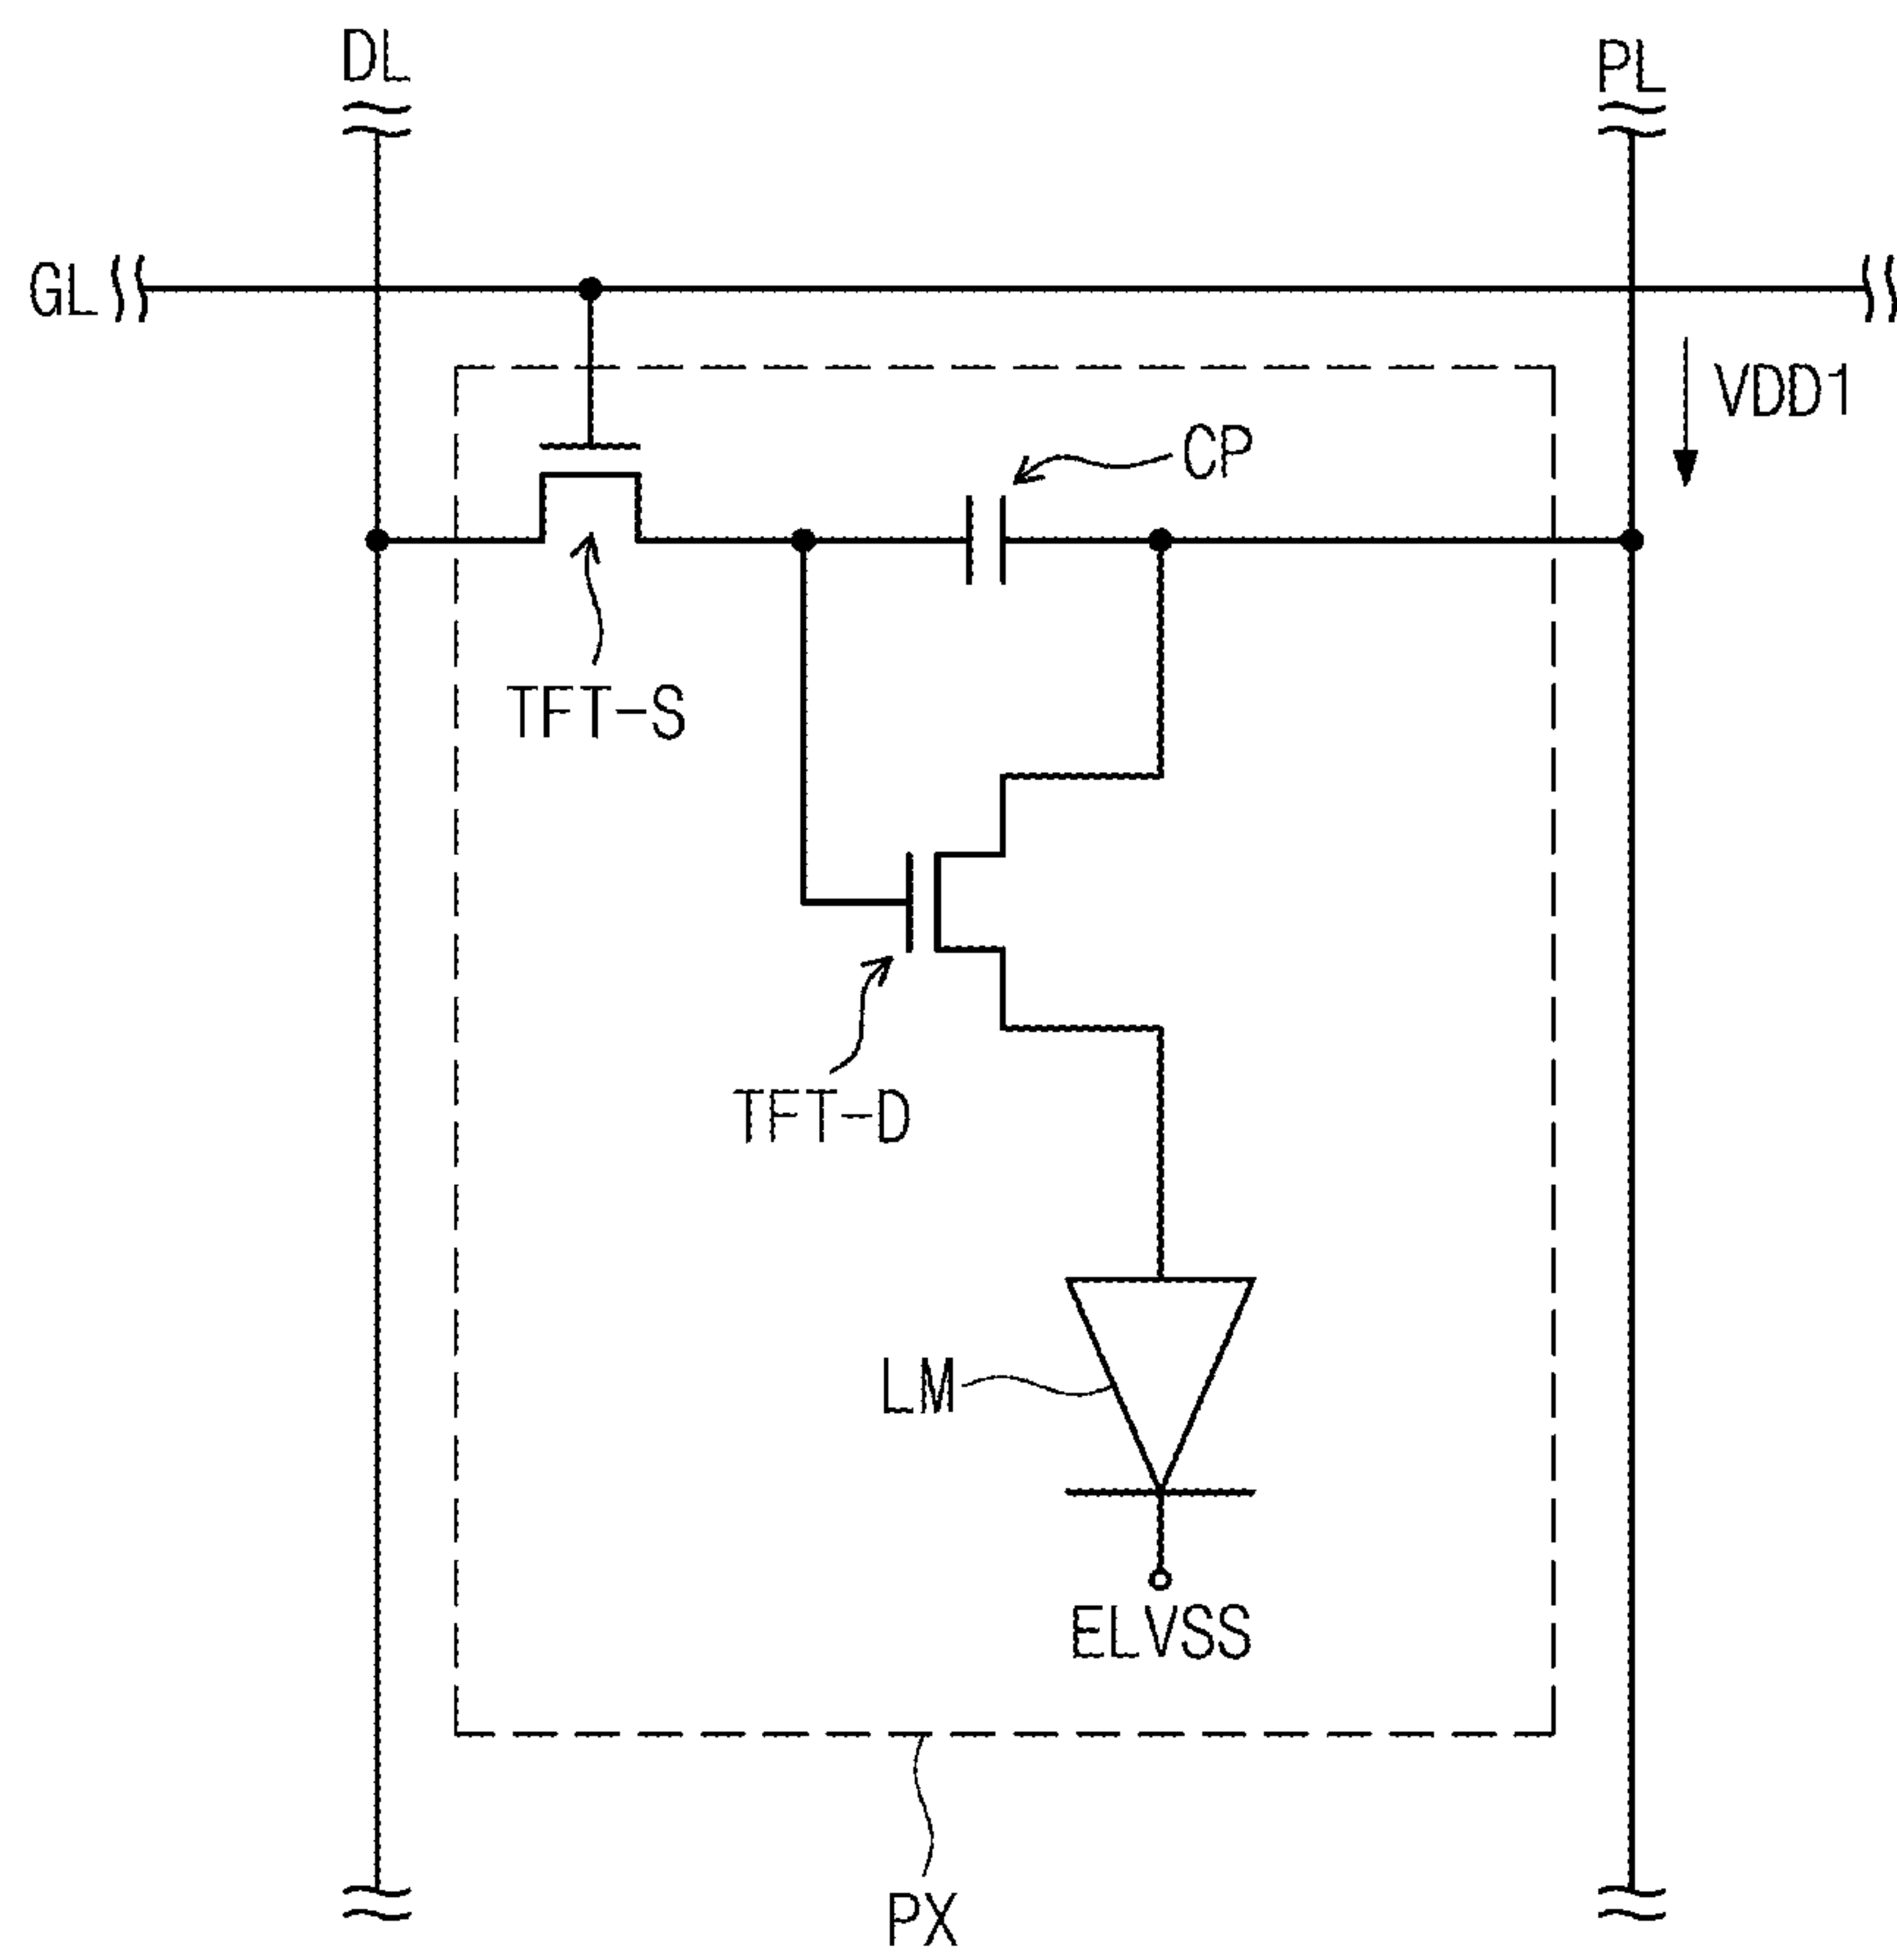 DL
PL
GL
VDD1
CP
TFT-S
TFT-D
LM
ELVSS
PX